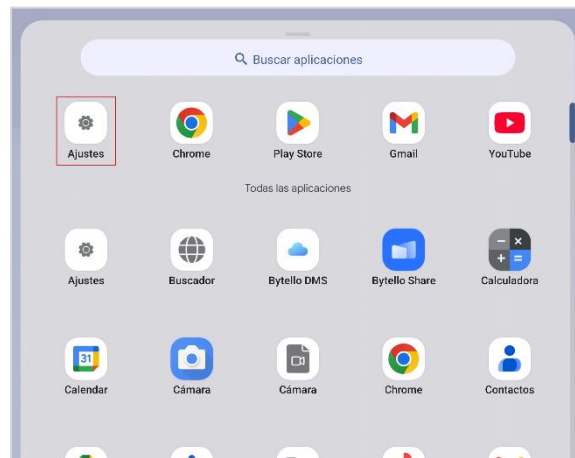 Buscar aplicaciones
Ajustes Chrome Play Store Gmail YouTube
Todas las aplicaciones
Ajustes Buscador Bytello DMS Bytello Share Calculadora
31
Calendar Cámara Cámara Chrome Contactos